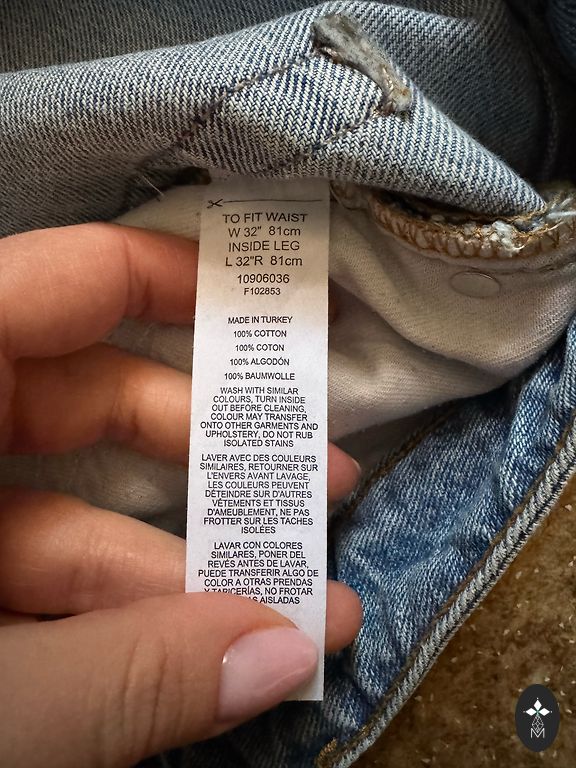 TO FIT WAIST
W 32" 81cm
INSIDE LEG
L 32"R 81cm
10906036
F102853
MADE IN TURKEY
100% COTTON
100% COTON
100% ALGODÓN
100% BAUMWOLLE
WASH WITH SIMILAR
COLOURS, TURN INSIDE
OUT BEFORE CLEANING,
COLOUR MAY TRANSFER
ONTO OTHER GARMENTS AND
UPHOLSTERY, DO NOT RUB
ISOLATED STAINS
LAVER AVEC DES COULEURS
SIMILAIRES, RETOURNER SUR
L'ENVERS AVANT LAVAGE,
LES COULEURS PEUVENT
DÉTEINDRE SUR D'AUTRES
VÊTEMENTS ET TISSUS
D'AMEUBLEMENT, NE PAS
FROTTER SUR LES TACHES
ISOLÉES
LAVAR CON COLORES
SIMILARES, PONER DEL
REVÉS ANTES DE LAVAR,
PUEDE TRANSFERIR ALGO DE
COLOR A OTRAS PRENDAS
Y TAPICERÍAS, NO FROTAR
AISLADAS